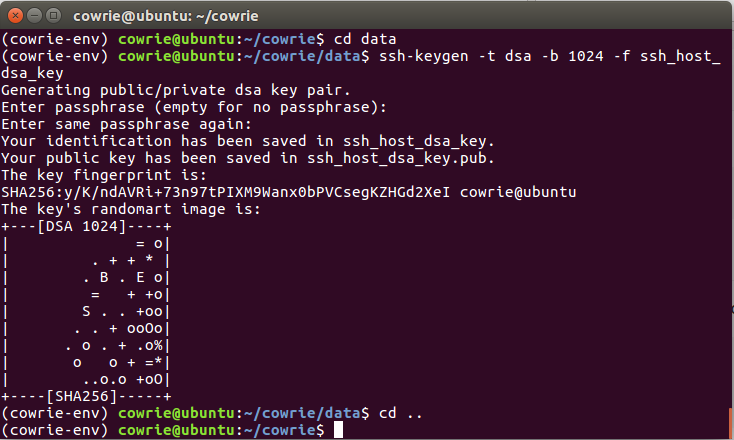 cowrie@ubuntu: ~/cowrie
(cowrie-env) cowrie@ubuntu:~/cowrie$ cd data
(cowrie-env) cowrie@ubuntu:~/cowrie/data$ ssh-keygen -t dsa -b 1024 -f ssh_host_
dsa_key
Generating public/private dsa key pair.
Enter passphrase (empty for no passphrase):
Enter same passphrase again:
Your identification has been saved in ssh_host_dsa_key.
Your public key has been saved in ssh_host_dsa_key.pub.
The key fingerprint is:
SHA256:y/K/ndAVRi+73n97tPIXM9Wanx0bPVCsegKZHGd2XeI cowrie@ubuntu
The key's randomart image is:
+---[DSA 1024]----+
|               = o|
|          . + + * |
|         . B . E o|
|          =   + +o|
|         S . . +oo|
|        . . + ooOo|
|       . o . + .o%|
|        o   o + =*|
|         ..o.o +oO|
+----[SHA256]-----+
(cowrie-env) cowrie@ubuntu:~/cowrie/data$ cd ..
(cowrie-env) cowrie@ubuntu:~/cowrie$